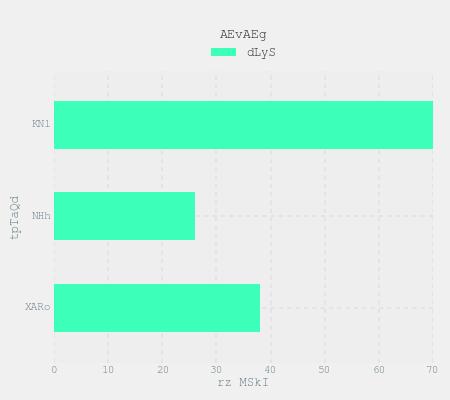 AEvAEg
dLyS
KN1
NHh
XARo
tpTaQd
0 10 20 30 40 50 60 70
rz MSkI